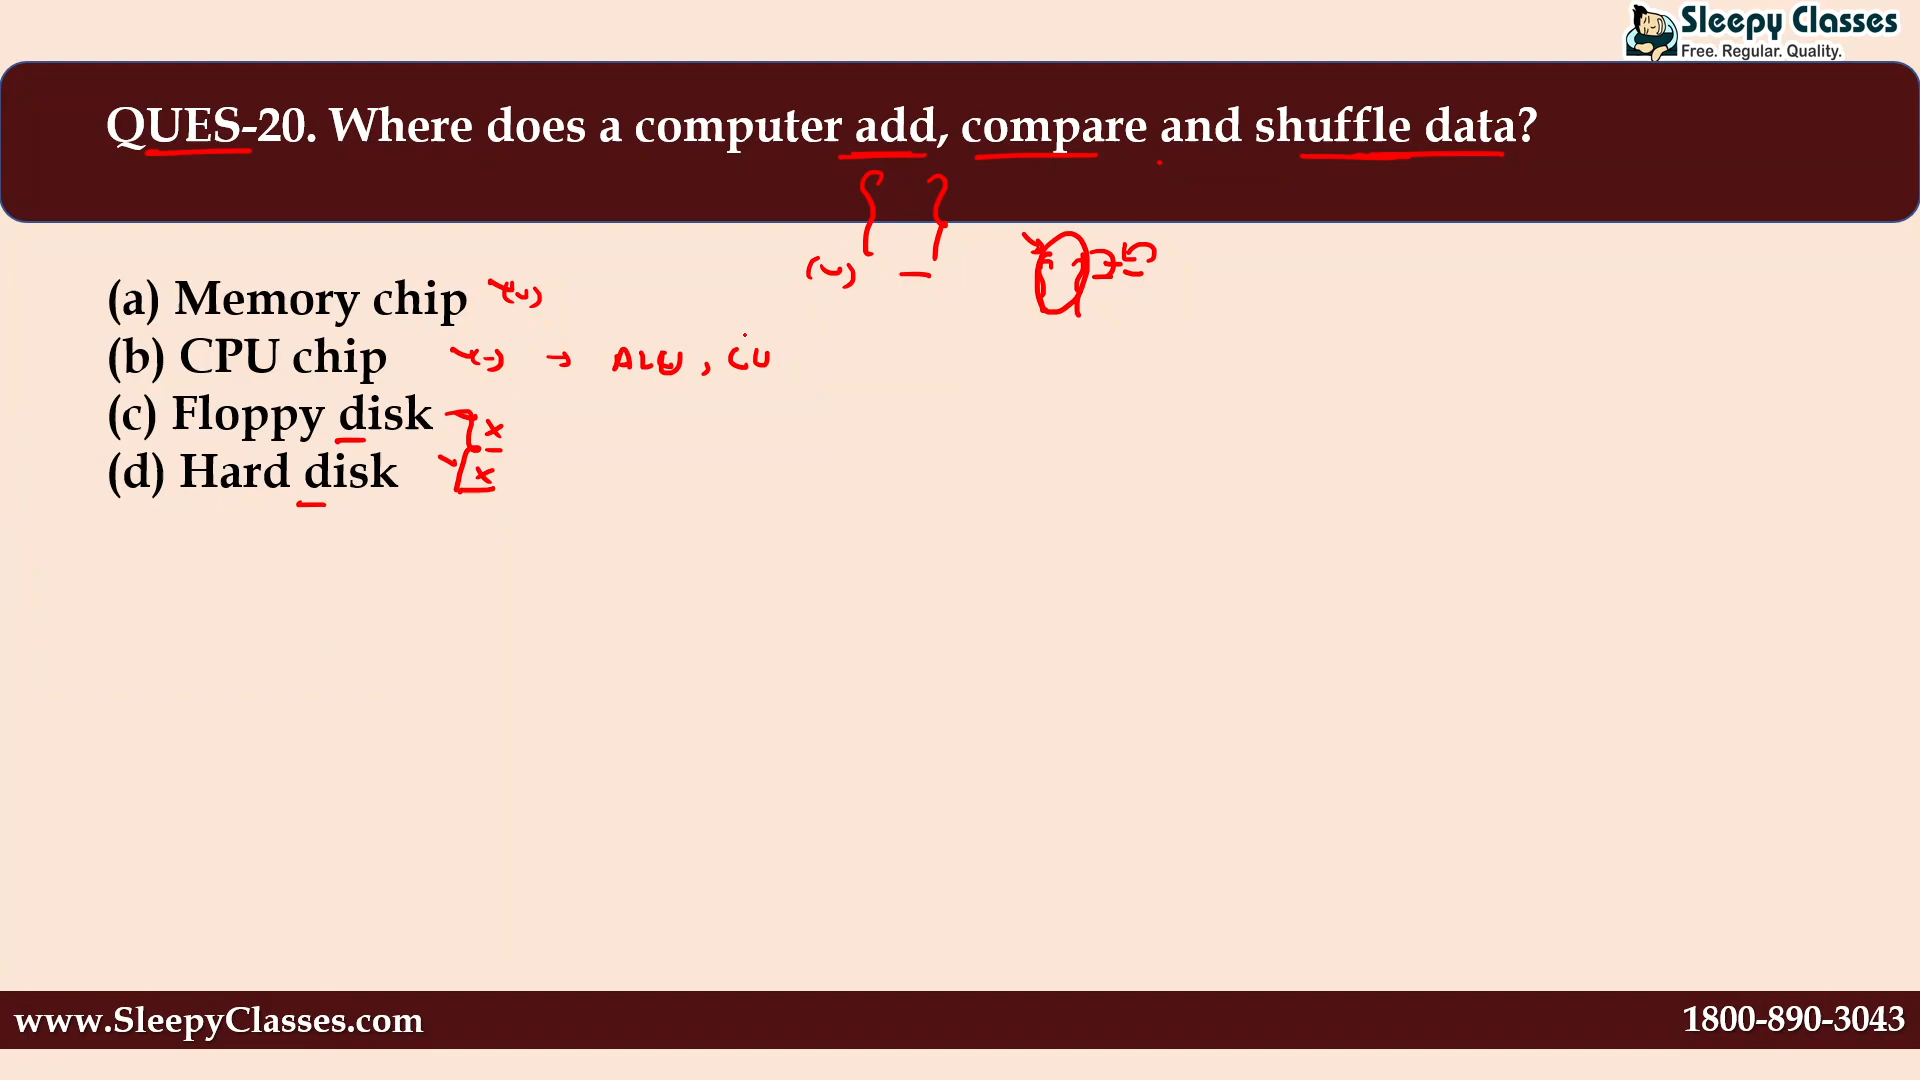 Sleepy Classes
Free. Regular. Quality.
QUES-20. Where does a computer add, compare and shuffle data?
(a) Memory chip
(b) CPU chip → ALU, CU
(c) Floppy disk x
(d) Hard disk x
www.SleepyClasses.com
1800-890-3043